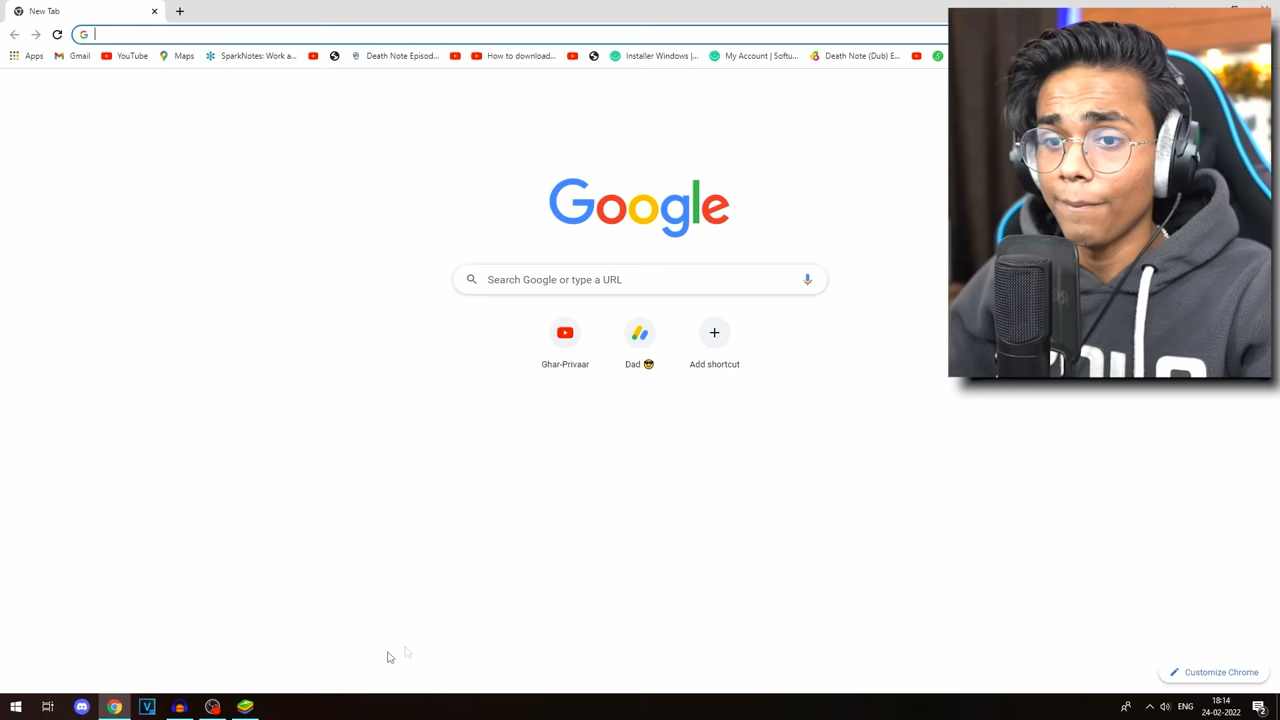 New Tab
Apps Gmail YouTube Maps SparkNotes: Work a... Death Note Episod... How to download... Installer Windows |... My Account | Softu... Death Note (Dub) E...
Google
Search Google or type a URL
Ghar-Privaar Dad 😎 Add shortcut
Customize Chrome
18:14
ENG
24-02-2022
2